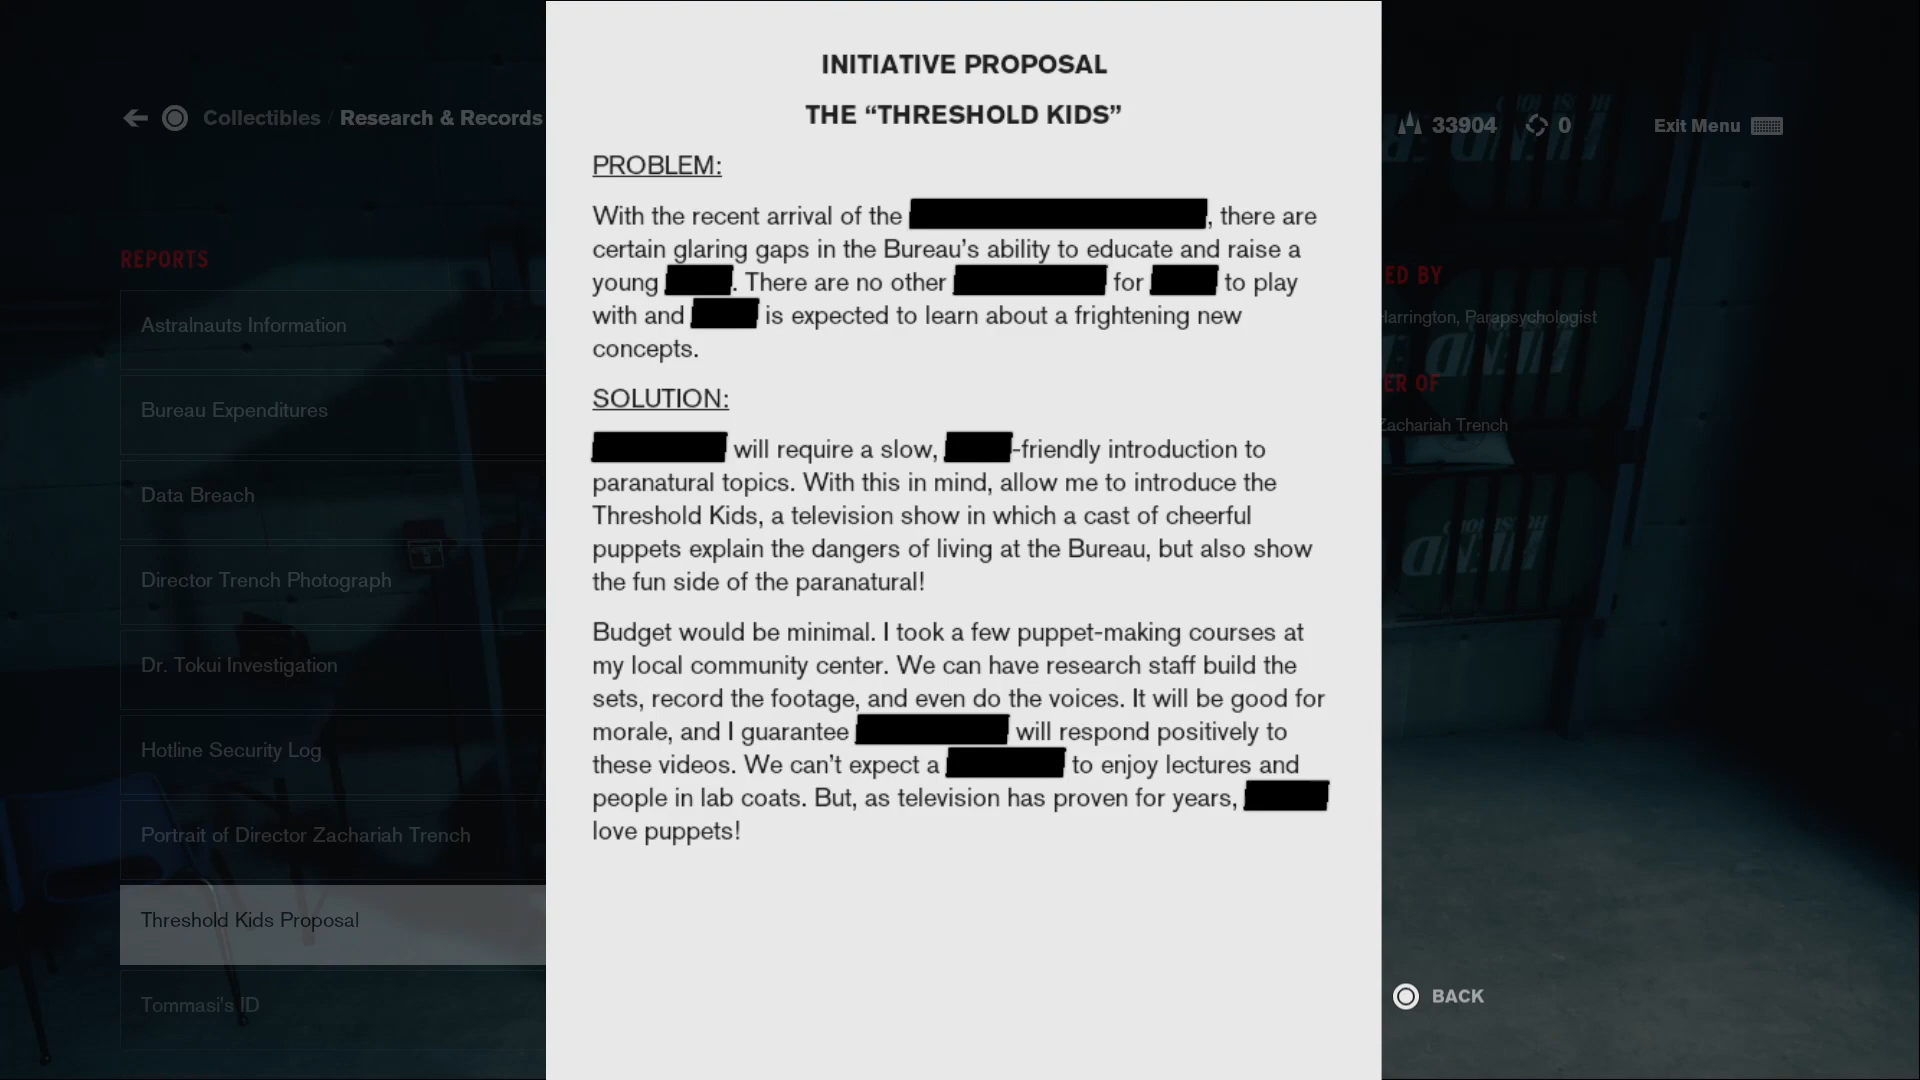 INITIATIVE PROPOSAL
THE “THRESHOLD KIDS”
PROBLEM:
With the recent arrival of the , there are
certain glaring gaps in the Bureau’s ability to educate and raise a
young . There are no other for to play
with and is expected to learn about a frightening new
concepts.
SOLUTION:
will require a slow, -friendly introduction to
paranatural topics. With this in mind, allow me to introduce the
Threshold Kids, a television show in which a cast of cheerful
puppets explain the dangers of living at the Bureau, but also show
the fun side of the paranatural!
Budget would be minimal. I took a few puppet-making courses at
my local community center. We can have research staff build the
sets, record the footage, and even do the voices. It will be good for
morale, and I guarantee will respond positively to
these videos. We can’t expect a to enjoy lectures and
people in lab coats. But, as television has proven for years,
love puppets!
Collectibles / Research & Records
REPORTS
Astralnauts Information
Bureau Expenditures
Data Breach
Director Trench Photograph
Dr. Tokui Investigation
Hotline Security Log
Portrait of Director Zachariah Trench
Threshold Kids Proposal
Tommasi's ID
33904 0 Exit Menu
ED BY
Harrington, Parapsychologist
ER OF
Zachariah Trench
BACK